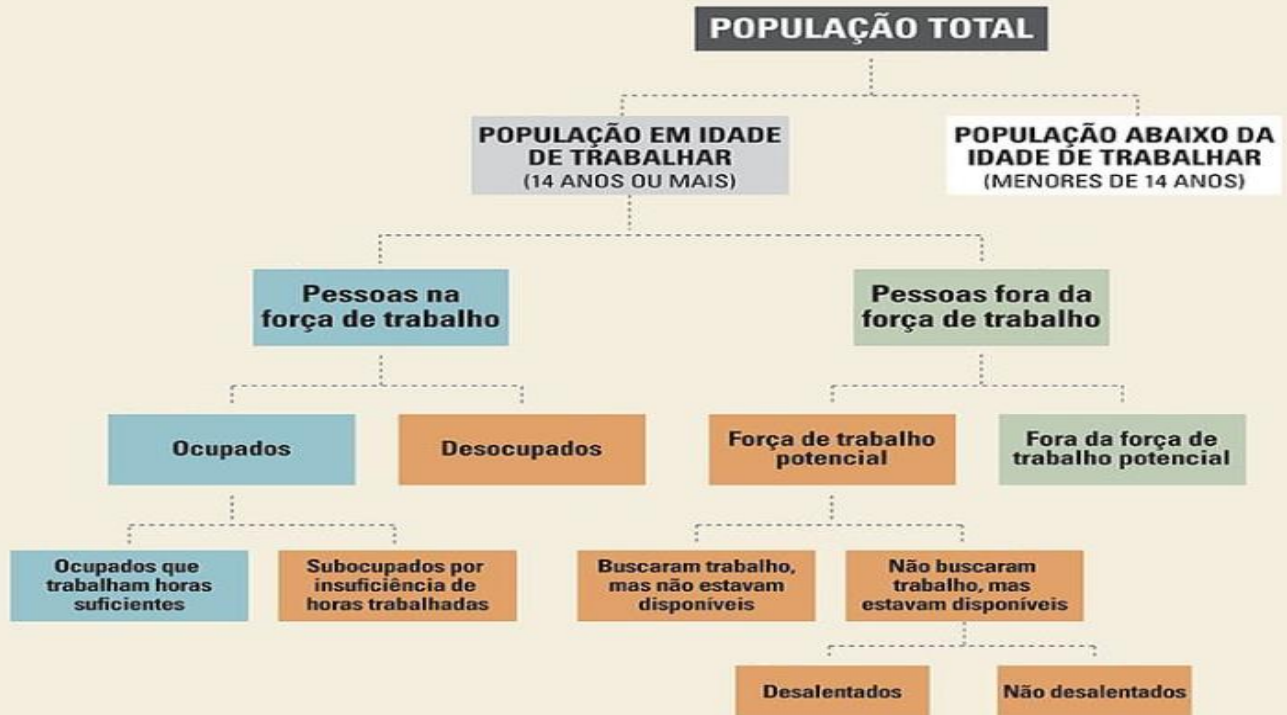 POPULAÇÃO TOTAL
POPULAÇÃO EM IDADE
DE TRABALHAR
(14 ANOS OU MAIS)
POPULAÇÃO ABAIXO DA
IDADE DE TRABALHAR
(MENORES DE 14 ANOS)
Pessoas na
força de trabalho
Pessoas fora da
força de trabalho
Ocupados
Desocupados
Força de trabalho
potencial
Fora da força de
trabalho potencial
Ocupados que
trabalham horas
suficientes
Subocupados por
insuficiência de
horas trabalhadas
Buscaram trabalho,
mas não estavam
disponíveis
Não buscaram
trabalho, mas
estavam disponíveis
Desalentados
Não desalentados